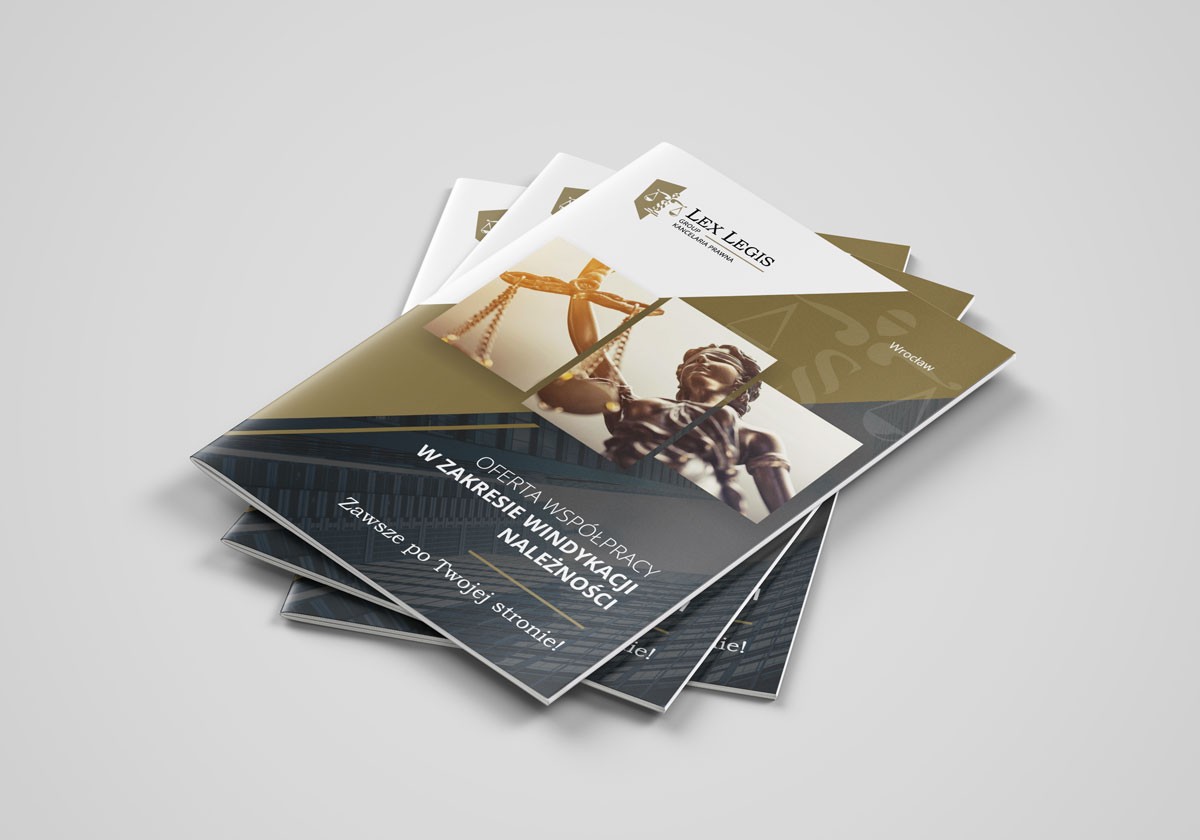 LEX LEGIS
GROUP
KANCELARIA PRAWNA
Wrocław
OFERTA WSPÓŁPRACY
W ZAKRESIE WINDYKACJI
NALEŻNOŚCI
Zawsze po Twojej stronie!
nie!
nie!